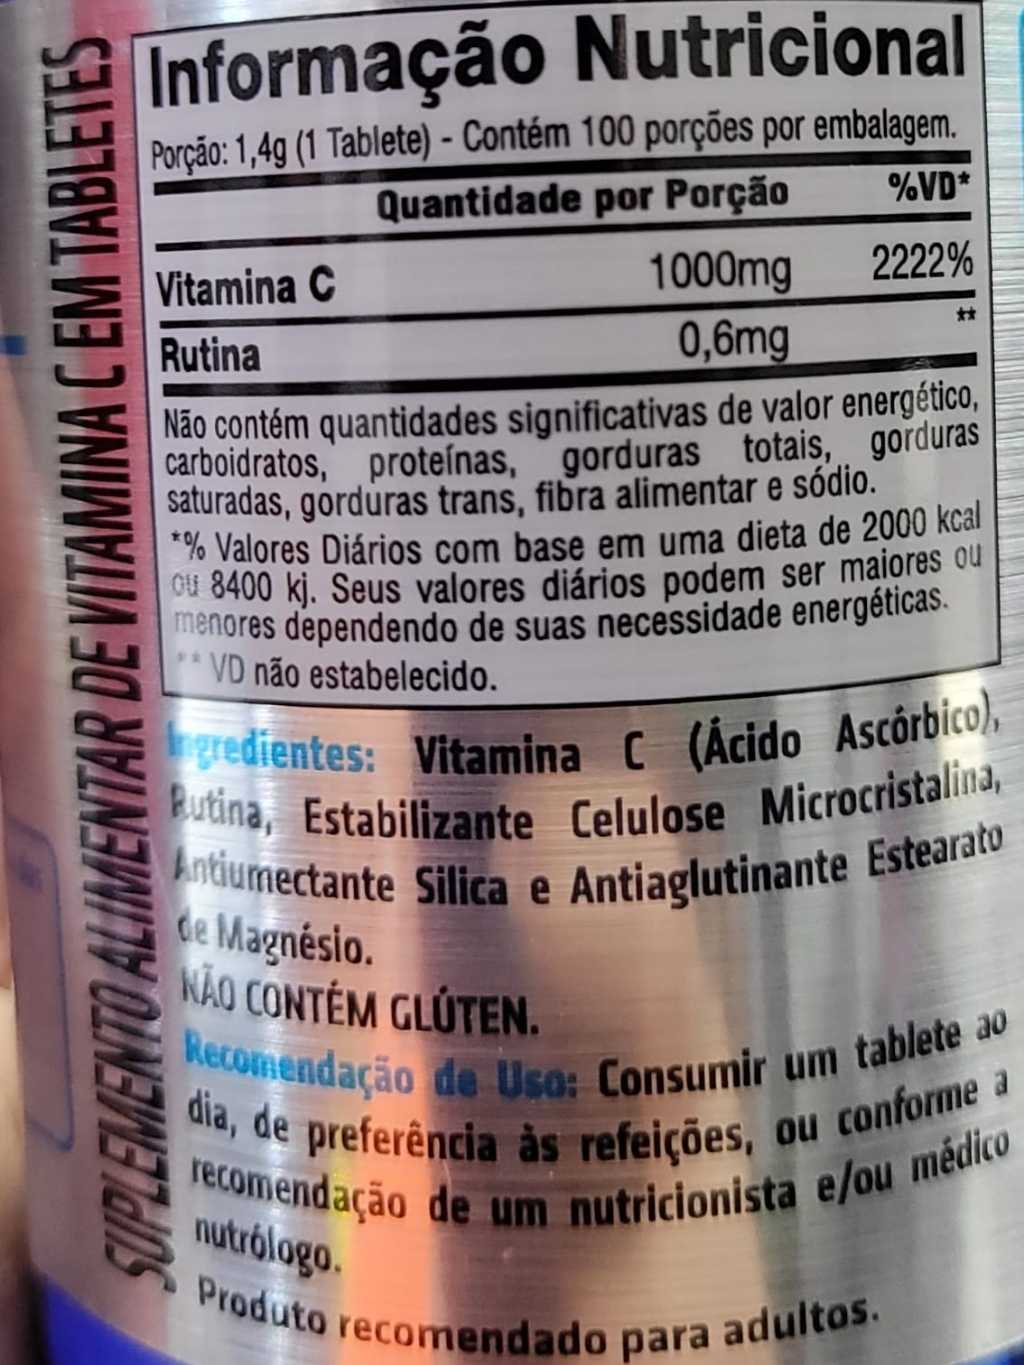 SUPLEMENTO ALIMENTAR DE VITAMINA C EM TABLETES
Informação Nutricional
Porção: 1,4g (1 Tablete) - Contém 100 porções por embalagem.
Quantidade por Porção %VD*
Vitamina C 1000mg 2222%
Rutina 0,6mg **
Não contém quantidades significativas de valor energético,
carboidratos, proteínas, gorduras totais, gorduras
saturadas, gorduras trans, fibra alimentar e sódio.
*% Valores Diários com base em uma dieta de 2000 kcal
ou 8400 kj. Seus valores diários podem ser maiores ou
menores dependendo de suas necessidade energéticas.
** VD não estabelecido.
Ingredientes: Vitamina C (Ácido Ascórbico),
Rutina, Estabilizante Celulose Microcristalina,
Antiumectante Silica e Antiaglutinante Estearato
de Magnésio.
NÃO CONTÉM GLÚTEN.
Recomendação de Uso: Consumir um tablete ao
dia, de preferência às refeições, ou conforme a
recomendação de um nutricionista e/ou médico
nutrólogo.
Produto recomendado para adultos.